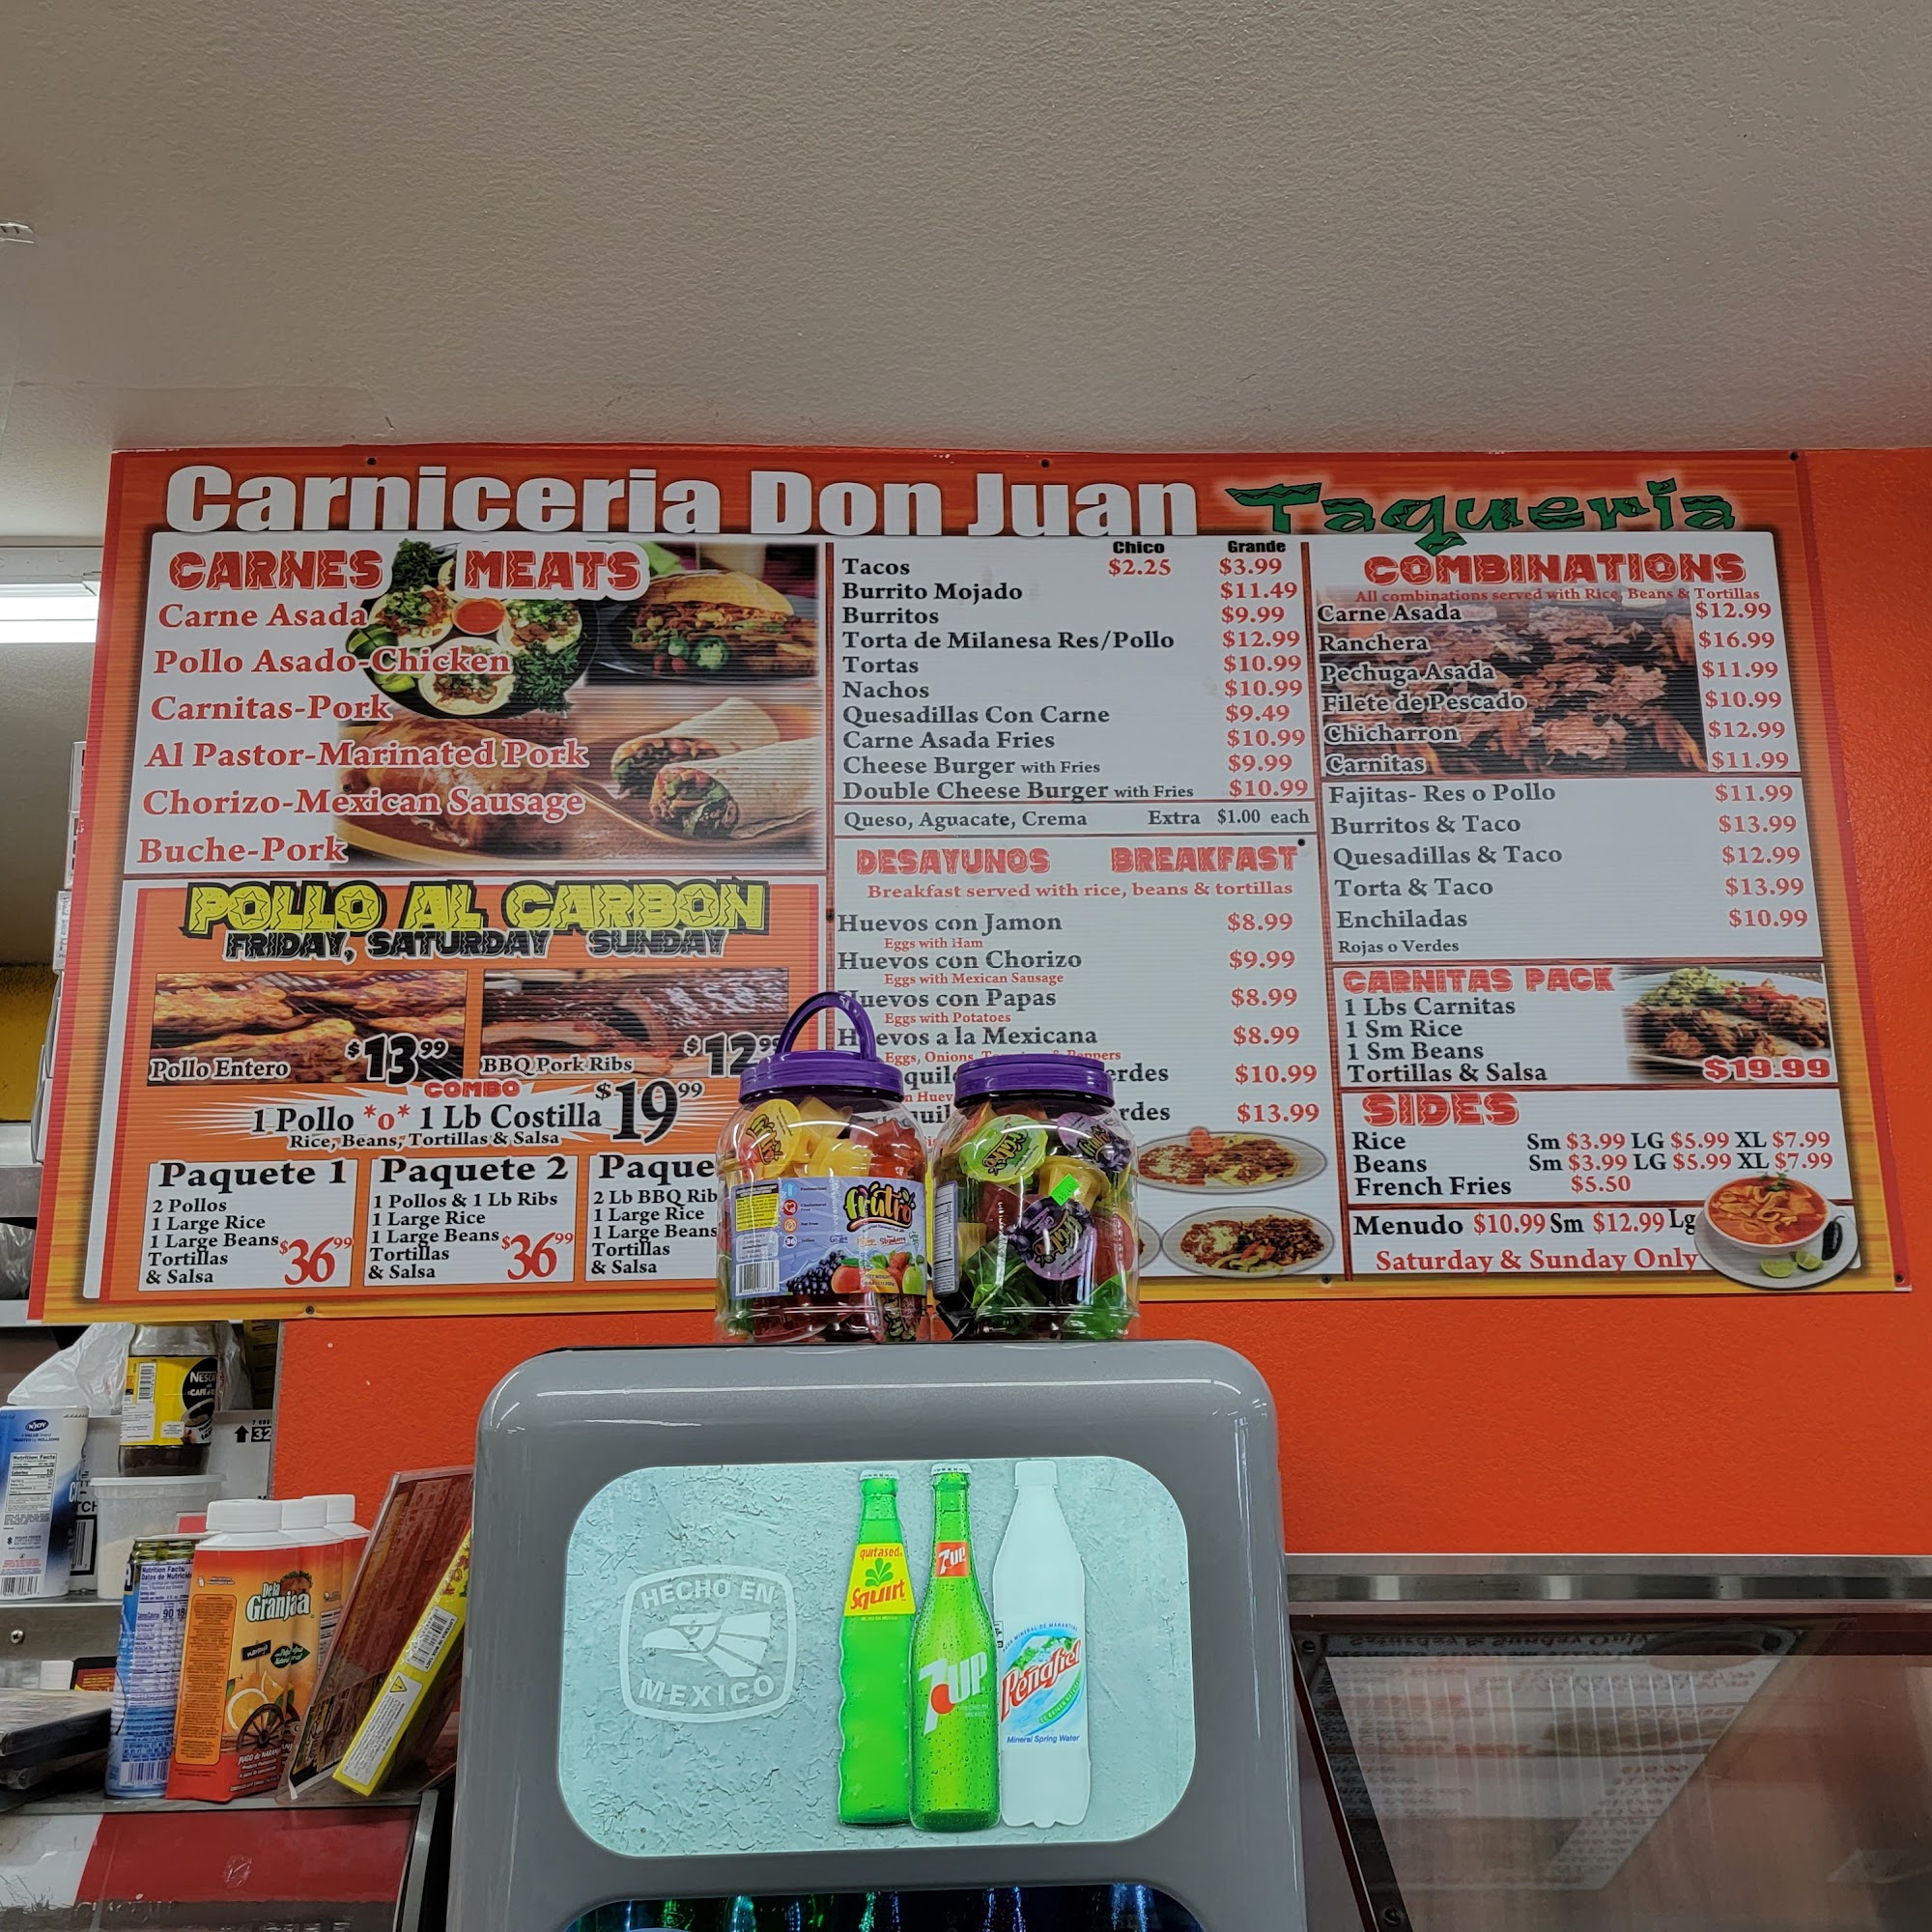 Carniceria Don Juan Taqueria
CARNES MEATS
Carne Asada
Pollo Asado-Chicken
Carnitas-Pork
Al Pastor-Marinated Pork
Chorizo-Mexican Sausage
Buche-Pork
POLLO AL CARBON
FRIDAY, SATURDAY SUNDAY
Pollo Entero $13.99
BBQ Pork Ribs $12.99
COMBO
1 Pollo *o* 1 Lb Costilla $19.99
Rice, Beans, Tortillas & Salsa
Paquete 1
2 Pollos
1 Large Rice
1 Large Beans
Tortillas
& Salsa
$36.99
Paquete 2
1 Pollos & 1 Lb Ribs
1 Large Rice
1 Large Beans
Tortillas
& Salsa
$36.99
2 Lb BBQ
1 Large Rice
1 Large Beans
Tortillas
& Salsa
Chico Grande
Tacos $2.25 $3.99
Burrito Mojado $11.49
Burritos $9.99
Torta de Milanesa Res/Pollo $12.99
Tortas $10.99
Nachos $10.99
Quesadillas Con Carne $9.49
Carne Asada Fries $10.99
Cheese Burger with Fries $9.99
Double Cheese Burger with Fries $10.99
Queso, Aguacate, Crema Extra $1.00 each
DESAYUNOS BREAKFAST
Breakfast served with rice, beans & tortillas
Huevos con Jamon $8.99
Eggs with Ham
Huevos con Chorizo $9.99
Eggs with Mexican Sausage
Huevos con Papas $8.99
Eggs with Potatoes
Huevos a la Mexicana $8.99
Eggs, Onions,
$10.99
$13.99
COMBINATIONS
All combinations served with Rice, Beans & Tortillas
Carne Asada $12.99
Ranchera $16.99
Pechuga Asada $11.99
Filete de Pescado $10.99
Chicharron $12.99
Carnitas $11.99
Fajitas- Res o Pollo $11.99
Burritos & Taco $13.99
Quesadillas & Taco $12.99
Torta & Taco $13.99
Enchiladas $10.99
Rojas o Verdes
CARNITAS PACK
1 Lbs Carnitas
1 Sm Rice
1 Sm Beans
Tortillas & Salsa $19.99
SIDES
Rice Sm $3.99 LG $5.99 XL $7.99
Beans Sm $3.99 LG $5.99 XL $7.99
French Fries $5.50
Menudo $10.99 Sm $12.99 Lg
Saturday & Sunday Only
frutro
HECHO EN
MEXICO
quitased.
Squirt
7up
7up
Peñafiel
Mineral Spring Water
De la
Granjaa
naranja
N'JOY
Nutrition Facts